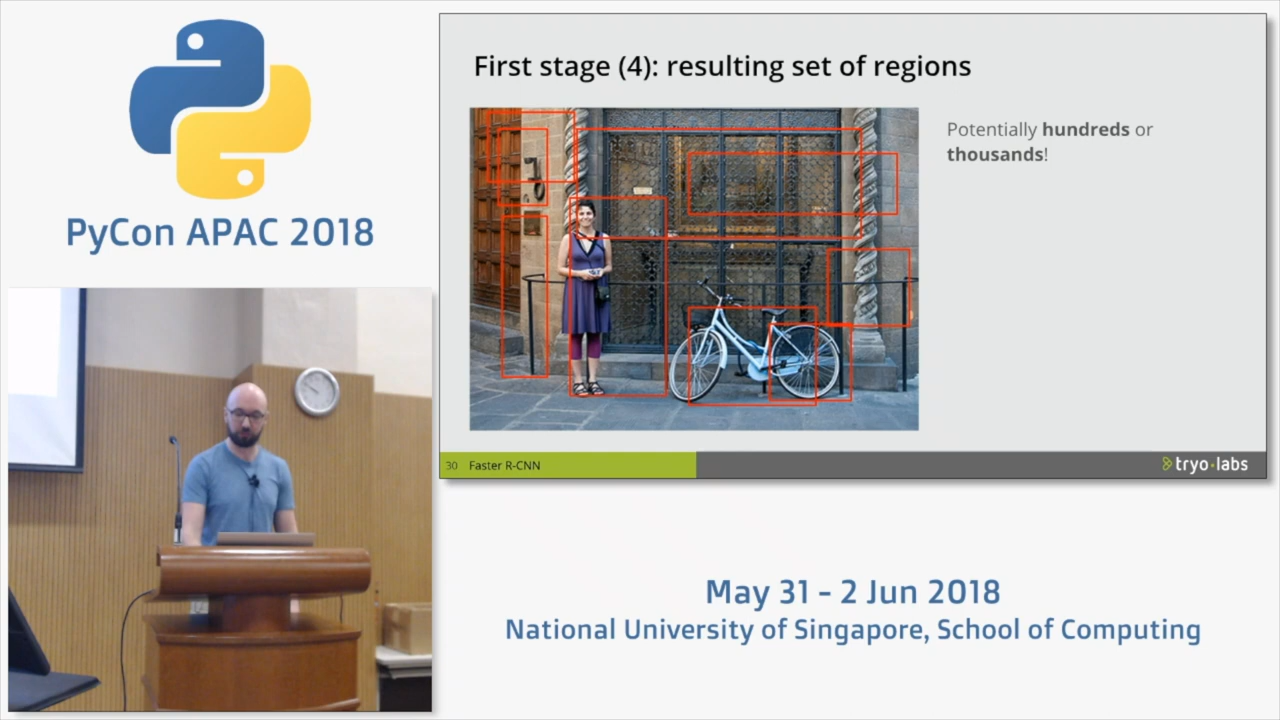 PyCon APAC 2018
First stage (4): resulting set of regions
Potentially hundreds or
thousands!
30 Faster R-CNN
tryo·labs
May 31 - 2 Jun 2018
National University of Singapore, School of Computing